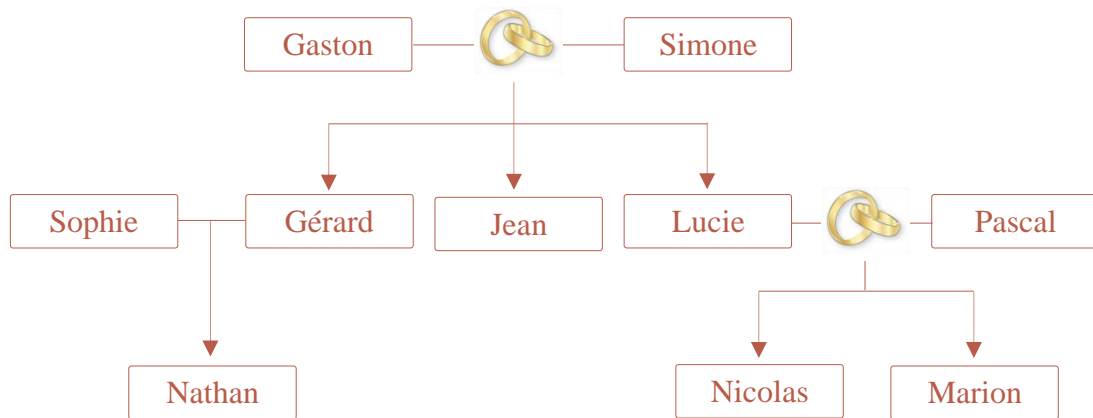 Gaston
Simone
Sophie
Gérard
Jean
Lucie
Pascal
Nathan
Nicolas
Marion